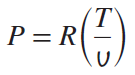 P = R(T/υ)